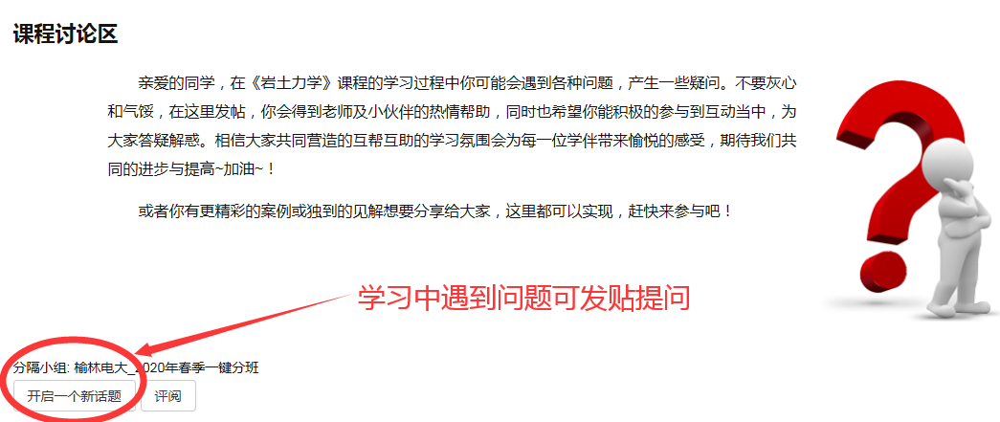 课程讨论区
亲爱的同学，在《岩土力学》课程的学习过程中你可能会遇到各种问题，产生一些疑问。不要灰心
和气馁，在这里发帖，你会得到老师及小伙伴的热情帮助，同时也希望你能积极的参与到互动当中，为
大家答疑解惑。相信大家共同营造的互帮互助的学习氛围会为每一位学伴带来愉悦的感受，期待我们共
同的进步与提高~加油~！
或者你有更精彩的案例或独到的见解想要分享给大家，这里都可以实现，赶快来参与吧！
学习中遇到问题可发贴提问
分隔小组: 榆林电大_2020年春季一键分班
开启一个新话题 评阅